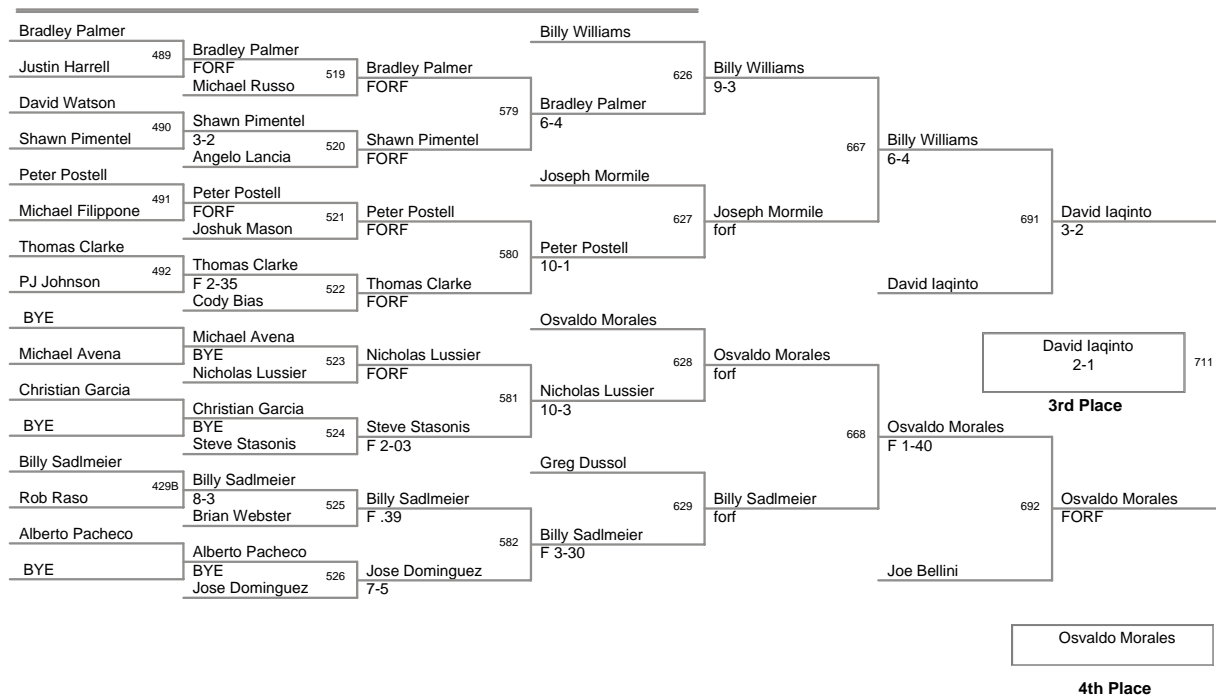 Bradley Palmer
489
Justin Harrell
David Watson
490
Shawn Pimentel
Peter Postell
491
Michael Filippone
Thomas Clarke
492
PJ Johnson
BYE
Michael Avena
Christian Garcia
BYE
Billy Sadlmeier
429B
Rob Raso
Alberto Pacheco
BYE
Bradley Palmer
FORF
519
Michael Russo
Shawn Pimentel
3-2
520
Angelo Lancia
Peter Postell
FORF
521
Joshuk Mason
Thomas Clarke
F 2-35
522
Cody Bias
Michael Avena
BYE
523
Nicholas Lussier
Christian Garcia
BYE
524
Steve Stasonis
Billy Sadlmeier
8-3
525
Brian Webster
Alberto Pacheco
BYE
526
Jose Dominguez
Bradley Palmer
FORF
579
Shawn Pimentel
FORF
Peter Postell
FORF
580
Thomas Clarke
FORF
Nicholas Lussier
FORF
581
Steve Stasonis
F 2-03
Billy Sadlmeier
F .39
582
Jose Dominguez
7-5
Billy Williams
626
Bradley Palmer
6-4
Joseph Mormile
627
Peter Postell
10-1
Osvaldo Morales
628
Nicholas Lussier
10-3
Greg Dussol
629
Billy Sadlmeier
F 3-30
Billy Williams
9-3
667
Joseph Mormile
forf
Osvaldo Morales
forf
668
Billy Sadlmeier
forf
Billy Williams
6-4
691
David Iaqinto
Osvaldo Morales
F 1-40
692
Joe Bellini
David Iaqinto
3-2
David Iaqinto
2-1
711
3rd Place
Osvaldo Morales
FORF
Osvaldo Morales
4th Place